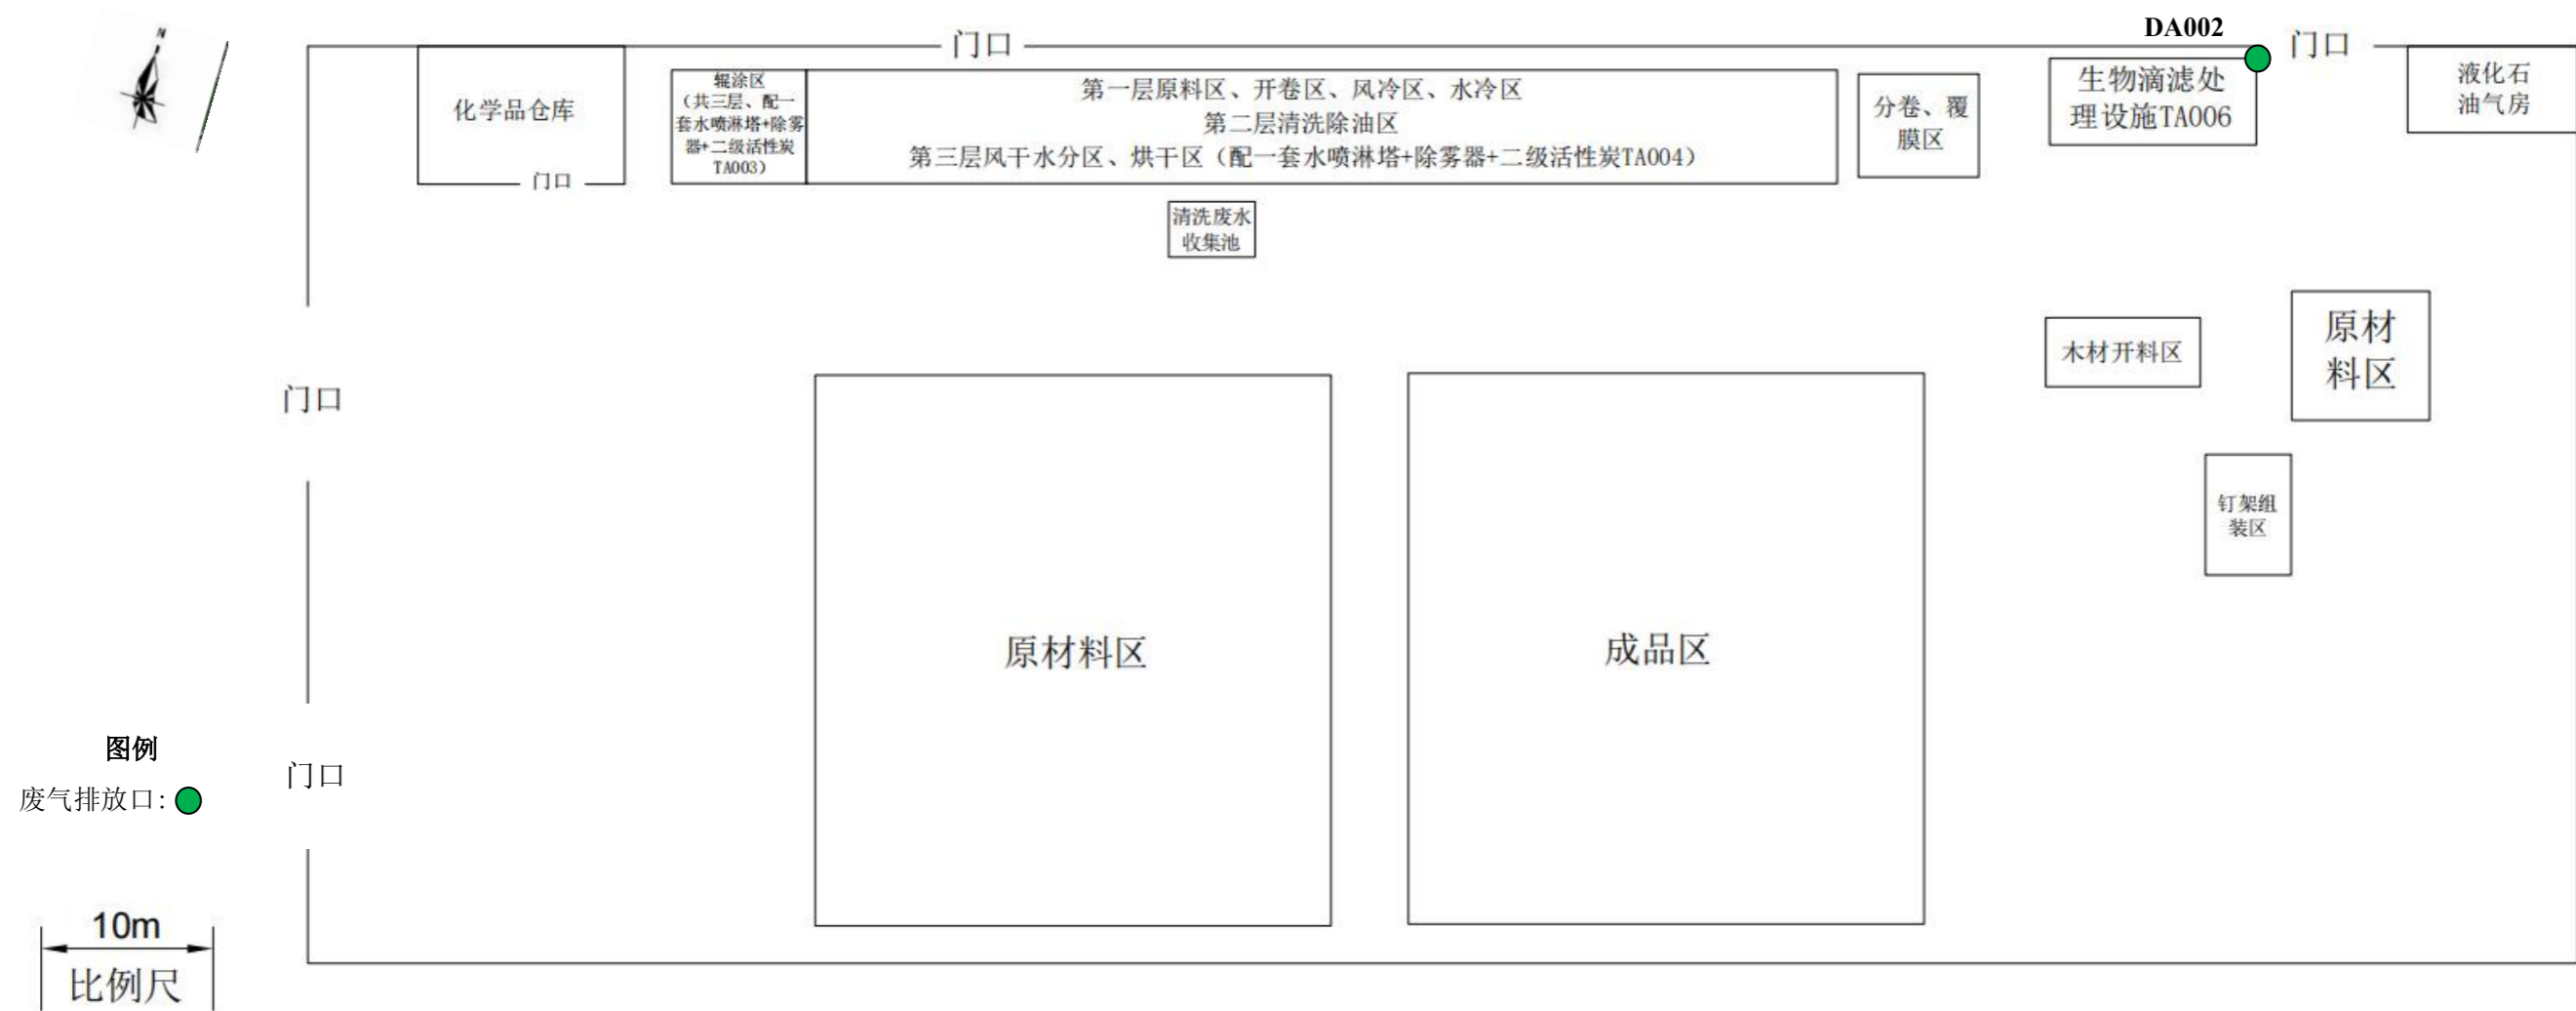 N
DA002
门口
门口
化学品仓库
门口
辊涂区
（共三层、配一
套水喷淋塔+除雾
器+二级活性炭
TA003）
第一层原料区、开卷区、风冷区、水冷区
第二层清洗除油区
第三层风干水分区、烘干区（配一套水喷淋塔+除雾器+二级活性炭TA004）
分卷、覆
膜区
生物滴滤处
理设施TA006
液化石
油气房
清洗废水
收集池
木材开料区
原材
料区
门口
钉架组
装区
原材料区
成品区
图例
废气排放口:
门口
10m
比例尺